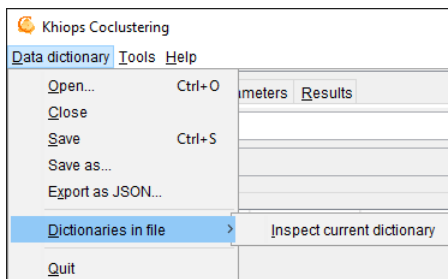 Khiops Coclustering
Data dictionary Tools Help
Open... Ctrl+O
Close
Save Ctrl+S
Save as...
Export as JSON...
Dictionaries in file
Quit
Results
Inspect current dictionary